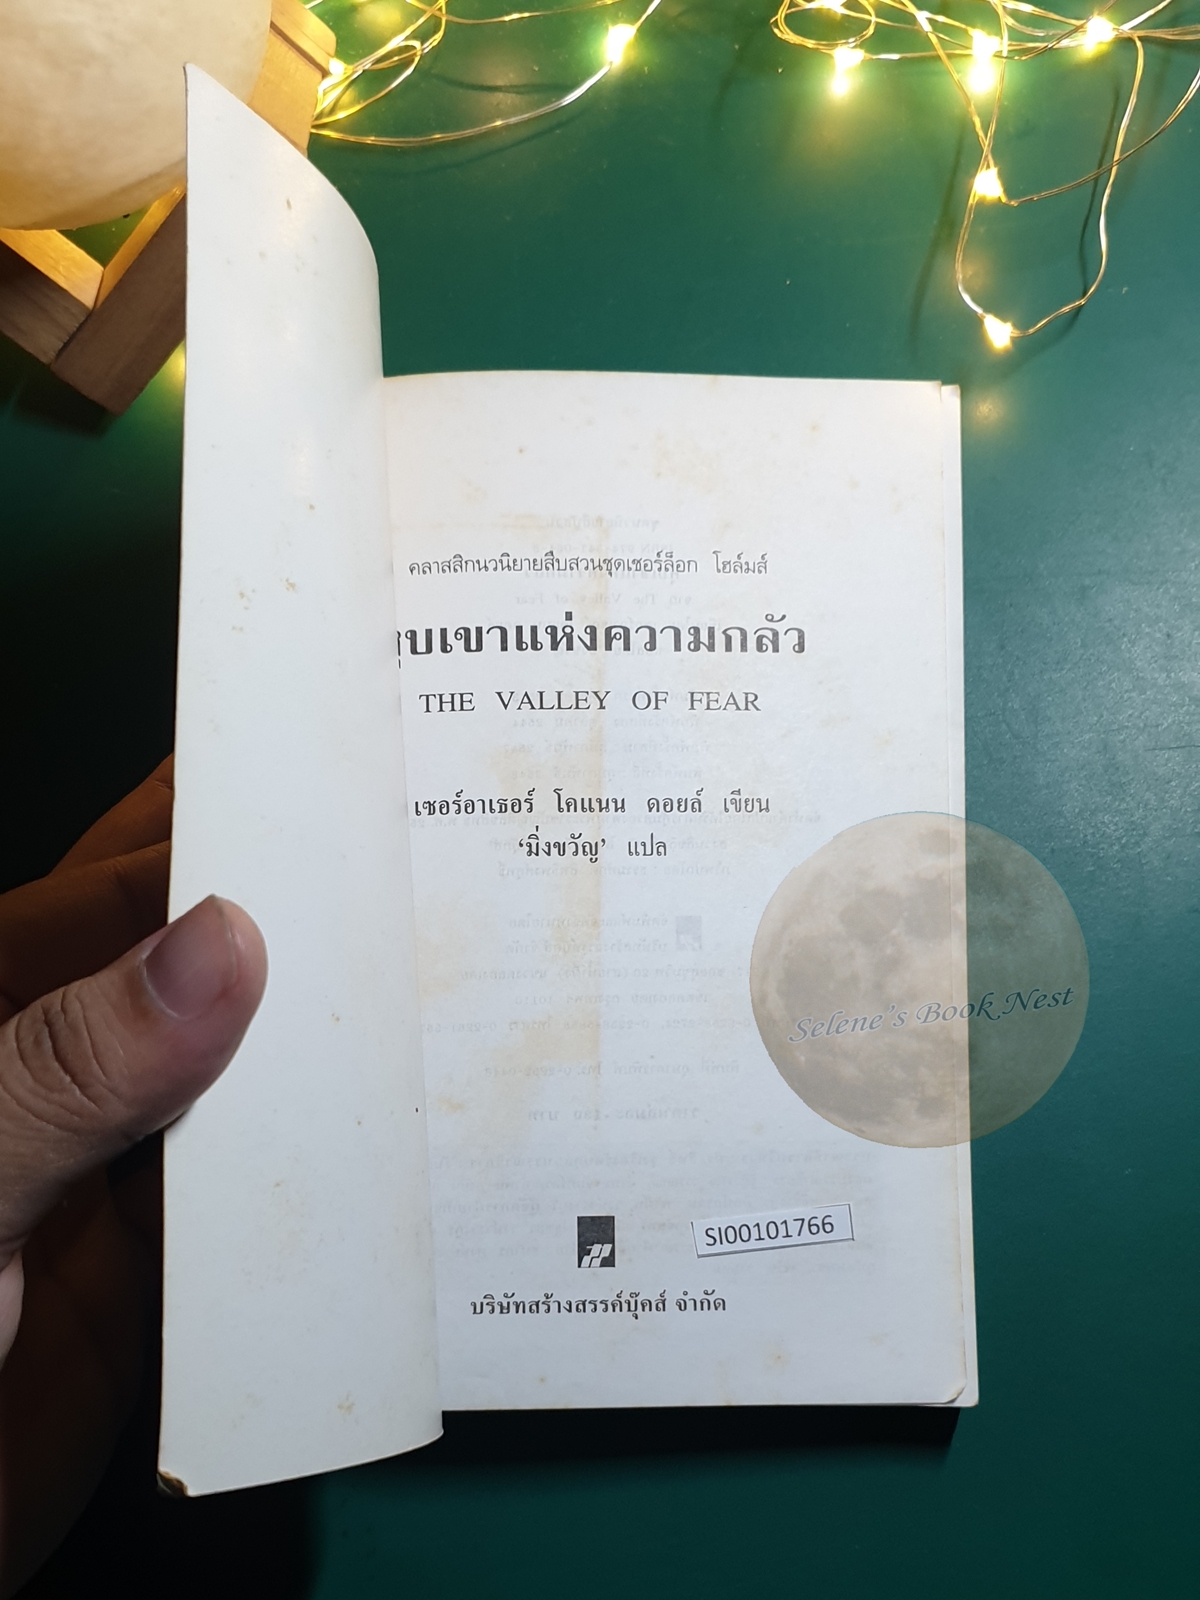 คลาสสิกนวนิยายสืบสวนชุดเชอร์ล็อก โฮล์มส์
ุบเขาแห่งความกลัว
THE VALLEY OF FEAR
เซอร์อาเธอร์ โคแนน ดอยล์ เขียน
‘มิ่งขวัญ’ แปล
Selene's Book Nest
SI00101766
บริษัทสร้างสรรค์บุ๊คส์ จำกัด